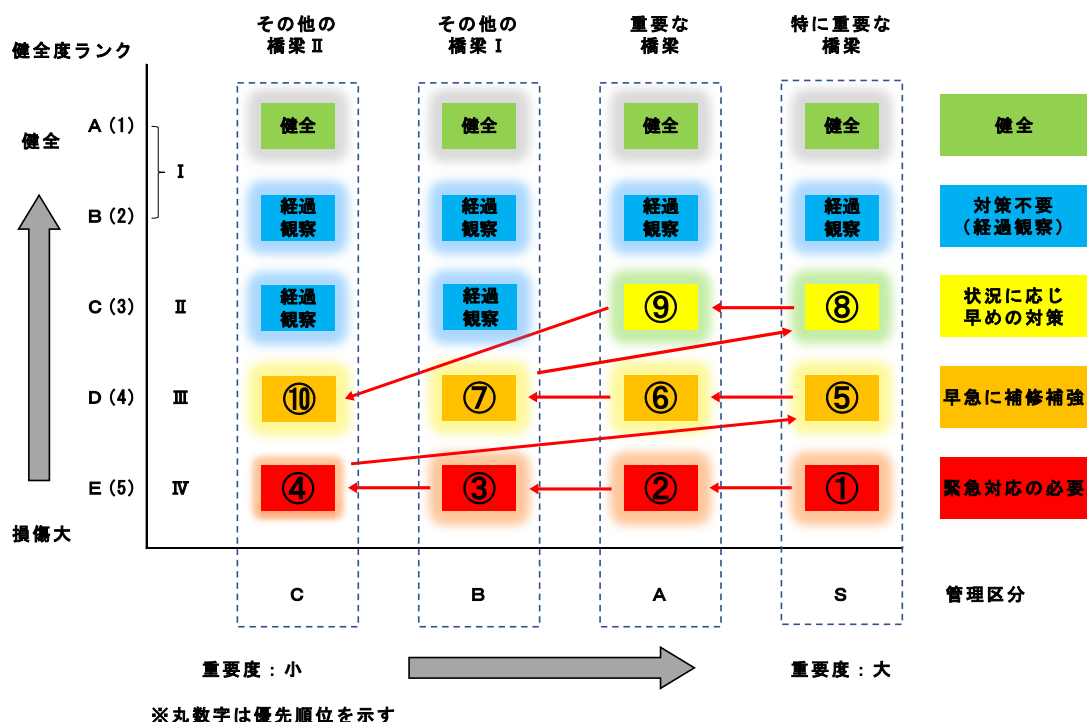 健全度ランク
その他の
橋梁Ⅱ
その他の
橋梁Ⅰ
重要な
橋梁
特に重要な
橋梁
健全
A(1)
B(2)
Ⅰ
C(3)
Ⅱ
D(4)
Ⅲ
E(5)
Ⅳ
損傷大
健全
健全
健全
健全
健全
経過
観察
経過
観察
経過
観察
経過
観察
対策不要
(経過観察)
経過
観察
経過
観察
⑨
⑧
状況に応じ
早めの対策
⑩
⑦
⑥
⑤
早急に補修補強
④
③
②
①
緊急対応の必要
C
B
A
S
管理区分
重要度:小
重要度:大
※丸数字は優先順位を示す